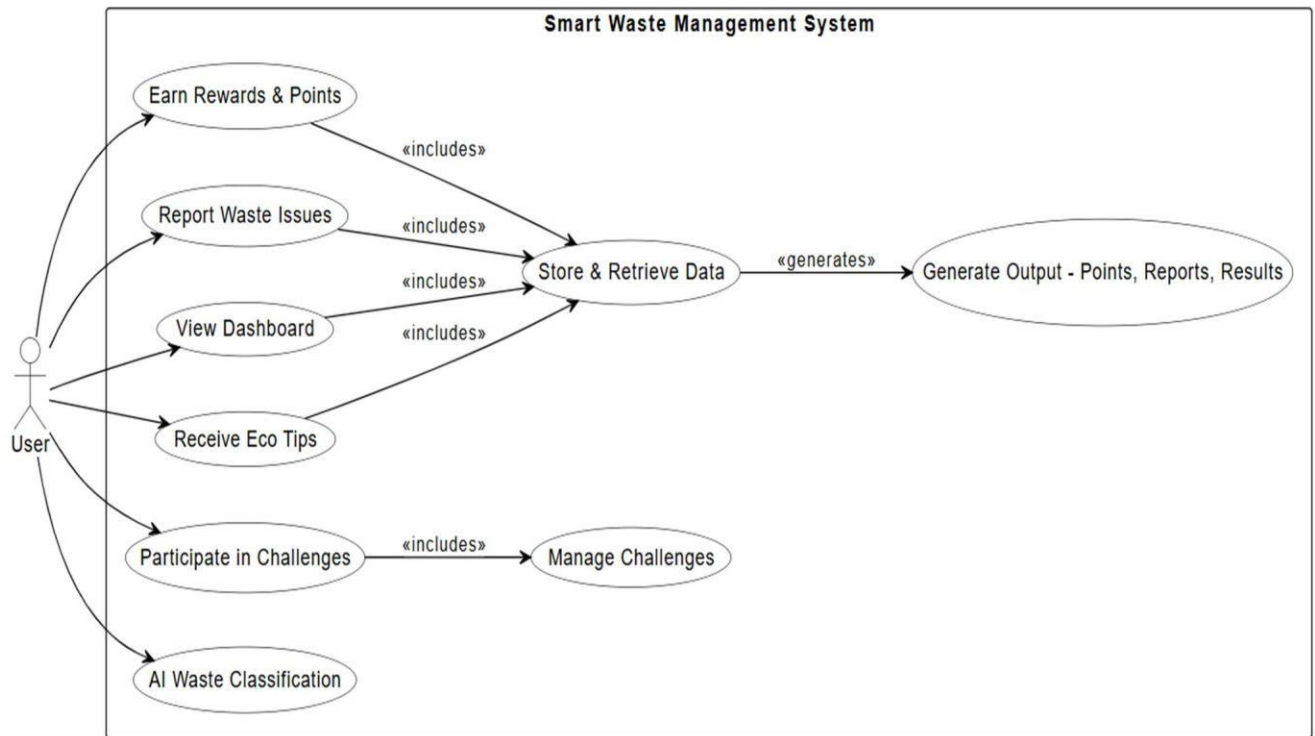 Smart Waste Management System
Earn Rewards & Points
«includes»
Report Waste Issues
«includes»
Store & Retrieve Data
«generates»
Generate Output - Points, Reports, Results
«includes»
View Dashboard
«includes»
Receive Eco Tips
User
Participate in Challenges
«includes»
Manage Challenges
AI Waste Classification